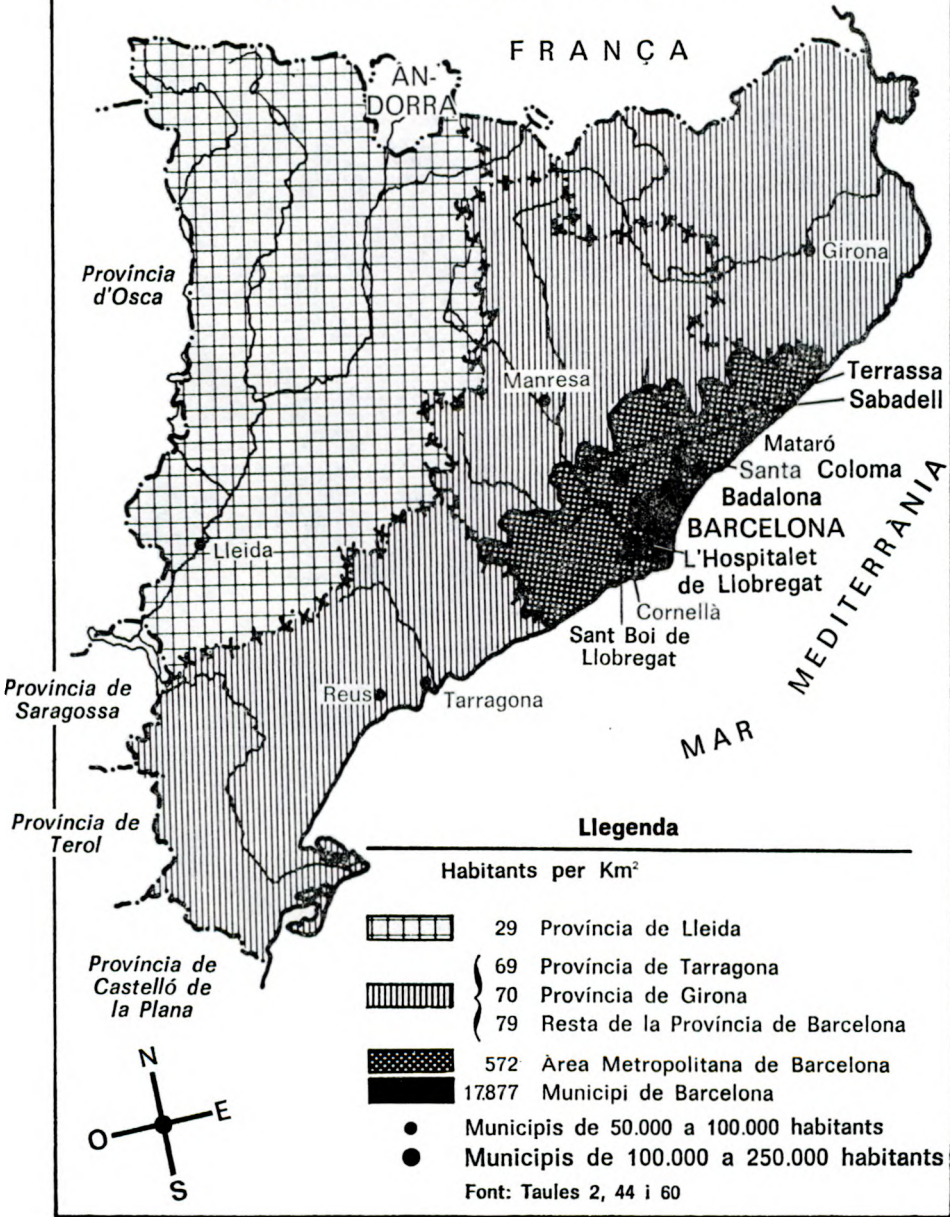 FRANÇA
AN-
DORRA
Província
d'Osca
Girona
Manresa
Terrassa
Sabadell
Mataró
Santa Coloma
Badalona
BARCELONA
L'Hospitalet
de Llobregat
Cornellà
Sant Boi de
Llobregat
Lleida
MAR MEDITERRÀNIA
Província de
Saragossa
Reus
Tarragona
Província de
Terol
Província de
Castelló de
la Plana
N
E
O
S
Llegenda
Habitants per Km²
29 Província de Lleida
69 Província de Tarragona
70 Província de Girona
79 Resta de la Província de Barcelona
572 Àrea Metropolitana de Barcelona
17.877 Municipi de Barcelona
Municipis de 50.000 a 100.000 habitants
Municipis de 100.000 a 250.000 habitants
Font: Taules 2, 44 i 60